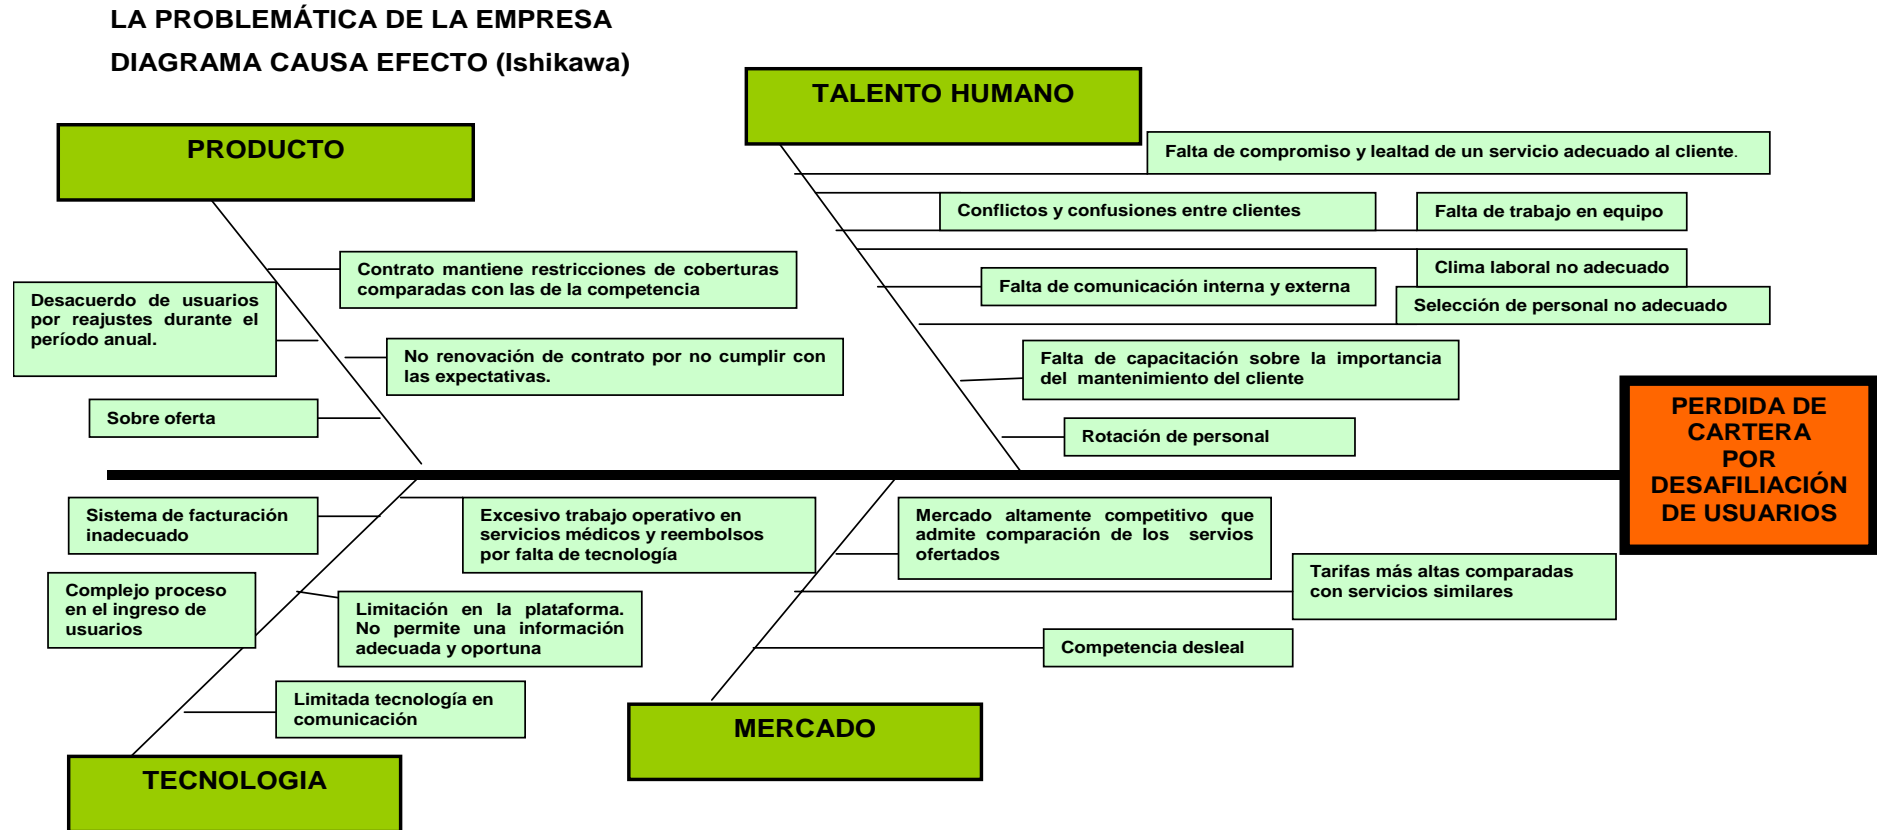 LA PROBLEMÁTICA DE LA EMPRESA
DIAGRAMA CAUSA EFECTO (Ishikawa)
TALENTO HUMANO
PRODUCTO
Falta de compromiso y lealtad de un servicio adecuado al cliente.
Conflictos y confusiones entre clientes
Falta de trabajo en equipo
Contrato mantiene restricciones de coberturas
comparadas con las de la competencia
Clima laboral no adecuado
Desacuerdo de usuarios
por reajustes durante el
período anual.
Falta de comunicación interna y externa
Selección de personal no adecuado
No renovación de contrato por no cumplir con
las expectativas.
Falta de capacitación sobre la importancia
del mantenimiento del cliente
Sobre oferta
Rotación de personal
PERDIDA DE
CARTERA
POR
DESAFILIACIÓN
DE USUARIOS
Sistema de facturación
inadecuado
Excesivo trabajo operativo en
servicios médicos y reembolsos
por falta de tecnología
Mercado altamente competitivo que
admite comparación de los servios
ofertados
Complejo proceso
en el ingreso de
usuarios
Limitación en la plataforma.
No permite una información
adecuada y oportuna
Tarifas más altas comparadas
con servicios similares
Competencia desleal
Limitada tecnología en
comunicación
MERCADO
TECNOLOGIA